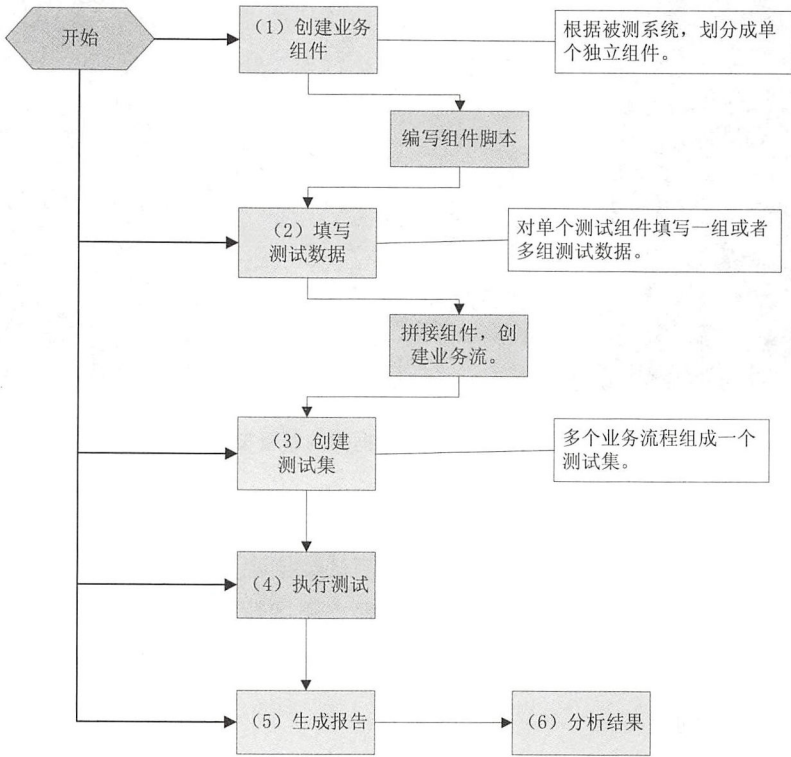 开始
（1）创建业务
组件
根据被测系统，划分成单
个独立组件。
编写组件脚本
（2）填写
测试数据
对单个测试组件填写一组或者
多组测试数据。
拼接组件，创
建业务流。
（3）创建
测试集
多个业务流程组成一个
测试集。
（4）执行测试
（5）生成报告
（6）分析结果